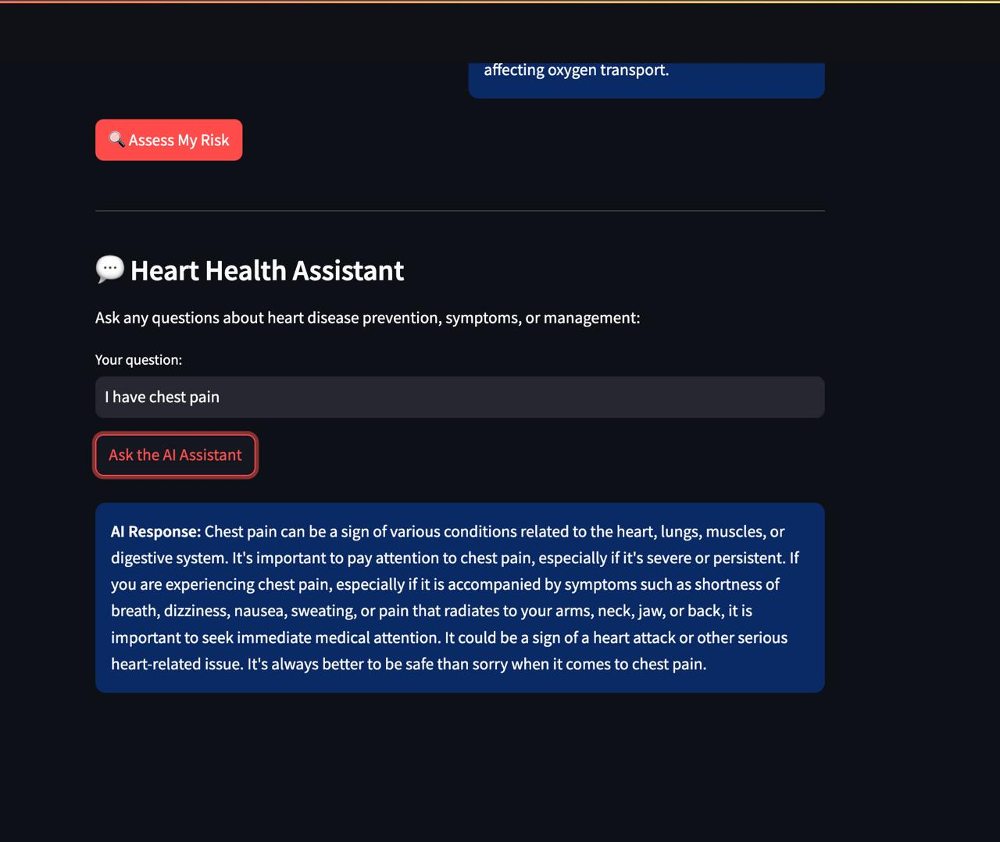 affecting oxygen transport.
🔍 Assess My Risk
💬 Heart Health Assistant
Ask any questions about heart disease prevention, symptoms, or management:
Your question:
I have chest pain
Ask the AI Assistant
AI Response: Chest pain can be a sign of various conditions related to the heart, lungs, muscles, or
digestive system. It's important to pay attention to chest pain, especially if it's severe or persistent. If
you are experiencing chest pain, especially if it is accompanied by symptoms such as shortness of
breath, dizziness, nausea, sweating, or pain that radiates to your arms, neck, jaw, or back, it is
important to seek immediate medical attention. It could be a sign of a heart attack or other serious
heart-related issue. It's always better to be safe than sorry when it comes to chest pain.